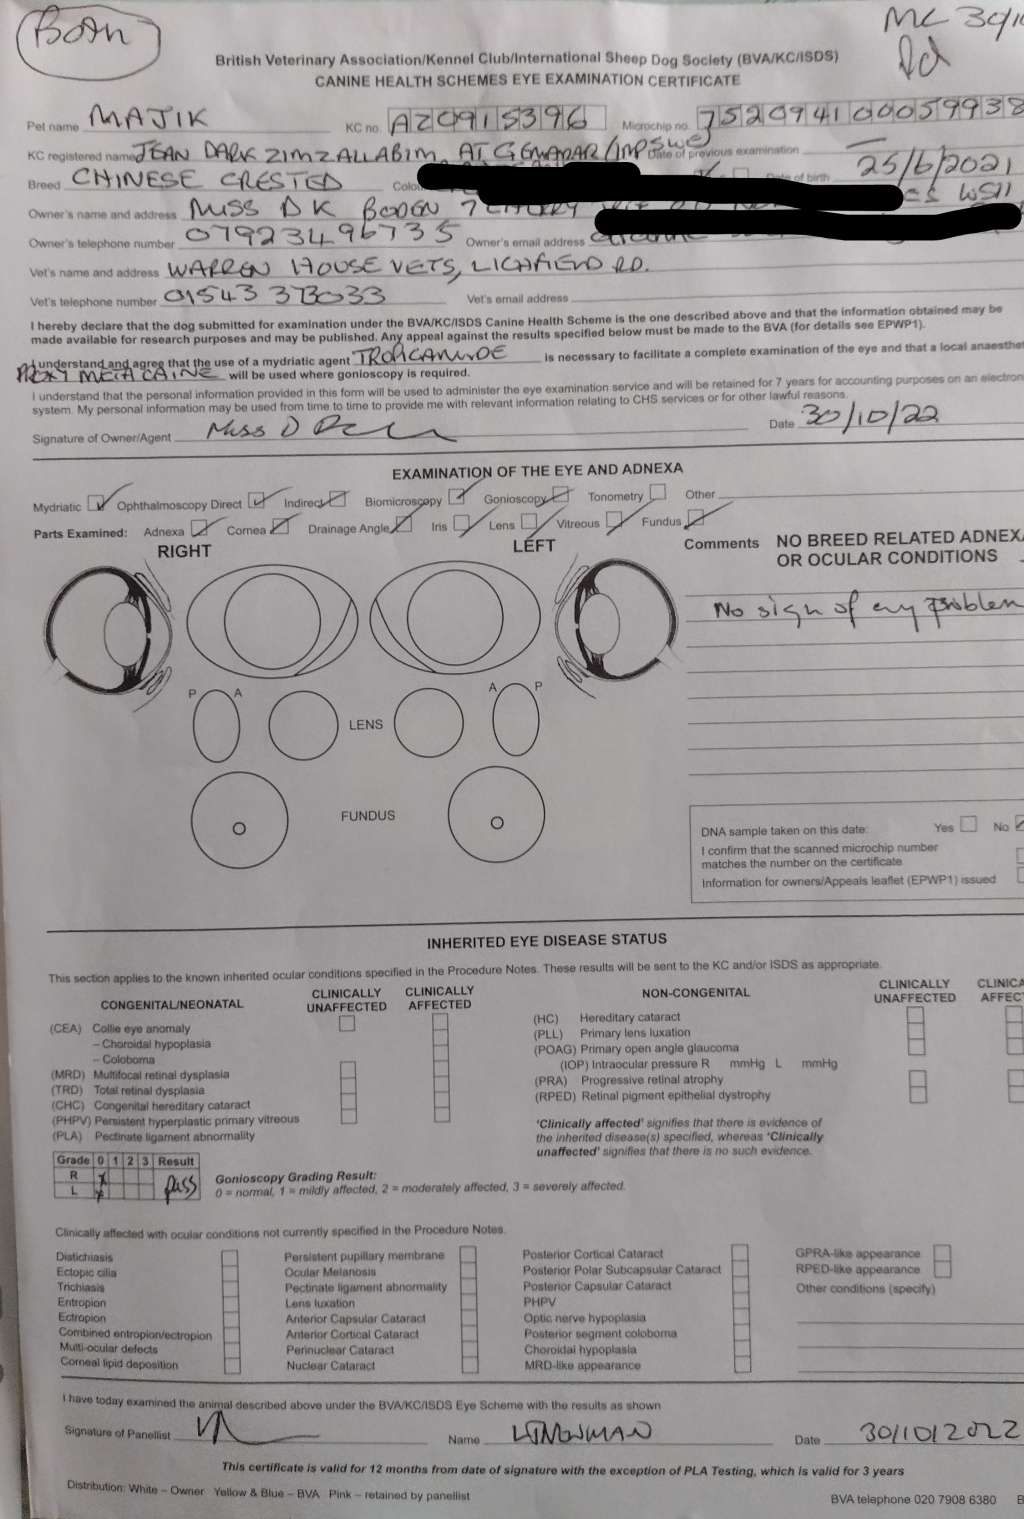 Both
MC 30/10
Pd
British Veterinary Association/Kennel Club/International Sheep Dog Society (BVA/KC/ISDS)
CANINE HEALTH SCHEMES EYE EXAMINATION CERTIFICATE
Pet name MAJIK KC no. AZ0915396 Microchip no. 752094100059938
KC registered name JEAN DARK ZIMZALLABIM AT GEMADAR (IMP SWE) Date of previous examination —
Breed CHINESE CRESTED Colou Date of birth 25/6/2021
Owner's name and address MISS D K BODEN 7 WS11
Owner's telephone number 07923496735 Owner's email address
Vet's name and address WARREN HOUSE VETS, LICHFIELD RD.
Vet's telephone number 01543 373033 Vet's email address
I hereby declare that the dog submitted for examination under the BVA/KC/ISDS Canine Health Scheme is the one described above and that the information obtained may be
made available for research purposes and may be published. Any appeal against the results specified below must be made to the BVA (for details see EPWP1).
I understand and agree that the use of a mydriatic agent TROPICAMIDE is necessary to facilitate a complete examination of the eye and that a local anaesthet
PROXYMETACAINE will be used where gonioscopy is required.
I understand that the personal information provided in this form will be used to administer the eye examination service and will be retained for 7 years for accounting purposes on an electron
system. My personal information may be used from time to time to provide me with relevant information relating to CHS services or for other lawful reasons.
Signature of Owner/Agent Miss D Date 30/10/22
EXAMINATION OF THE EYE AND ADNEXA
Mydriatic Ophthalmoscopy Direct Indirect Biomicroscopy Gonioscopy Tonometry Other
Parts Examined: Adnexa Cornea Drainage Angle Iris Lens Vitreous Fundus
RIGHT LEFT Comments NO BREED RELATED ADNEXA
OR OCULAR CONDITIONS
No sign of any problem
P A A P
LENS
FUNDUS
DNA sample taken on this date: Yes No
I confirm that the scanned microchip number
matches the number on the certificate
Information for owners/Appeals leaflet (EPWP1) issued
INHERITED EYE DISEASE STATUS
This section applies to the known inherited ocular conditions specified in the Procedure Notes. These results will be sent to the KC and/or ISDS as appropriate.
CONGENITAL/NEONATAL CLINICALLY UNAFFECTED CLINICALLY AFFECTED
(CEA) Collie eye anomaly
– Choroidal hypoplasia
– Coloboma
(MRD) Multifocal retinal dysplasia
(TRD) Total retinal dysplasia
(CHC) Congenital hereditary cataract
(PHPV) Persistent hyperplastic primary vitreous
(PLA) Pectinate ligament abnormality
NON-CONGENITAL CLINICALLY UNAFFECTED CLINICA AFFECT
(HC) Hereditary cataract
(PLL) Primary lens luxation
(POAG) Primary open angle glaucoma
(IOP) Intraocular pressure R mmHg L mmHg
(PRA) Progressive retinal atrophy
(RPED) Retinal pigment epithelial dystrophy
'Clinically affected' signifies that there is evidence of
the inherited disease(s) specified, whereas 'Clinically
unaffected' signifies that there is no such evidence.
Grade 0 1 2 3 Result
R x
L x Pass
Gonioscopy Grading Result:
0 = normal, 1 = mildly affected, 2 = moderately affected, 3 = severely affected.
Clinically affected with ocular conditions not currently specified in the Procedure Notes.
Distichiasis
Ectopic cilia
Trichiasis
Entropion
Ectropion
Combined entropion/ectropion
Multi-ocular defects
Corneal lipid deposition
Persistent pupillary membrane
Ocular Melanosis
Pectinate ligament abnormality
Lens luxation
Anterior Capsular Cataract
Anterior Cortical Cataract
Perinuclear Cataract
Nuclear Cataract
Posterior Cortical Cataract
Posterior Polar Subcapsular Cataract
Posterior Capsular Cataract
PHPV
Optic nerve hypoplasia
Posterior segment coloboma
Choroidal hypoplasia
MRD-like appearance
GPRA-like appearance
RPED-like appearance
Other conditions (specify)
I have today examined the animal described above under the BVA/KC/ISDS Eye Scheme with the results as shown
Signature of Panellist Name Date 30/10/2022
This certificate is valid for 12 months from date of signature with the exception of PLA Testing, which is valid for 3 years
Distribution: White – Owner Yellow & Blue – BVA Pink – retained by panellist
BVA telephone 020 7908 6380 B